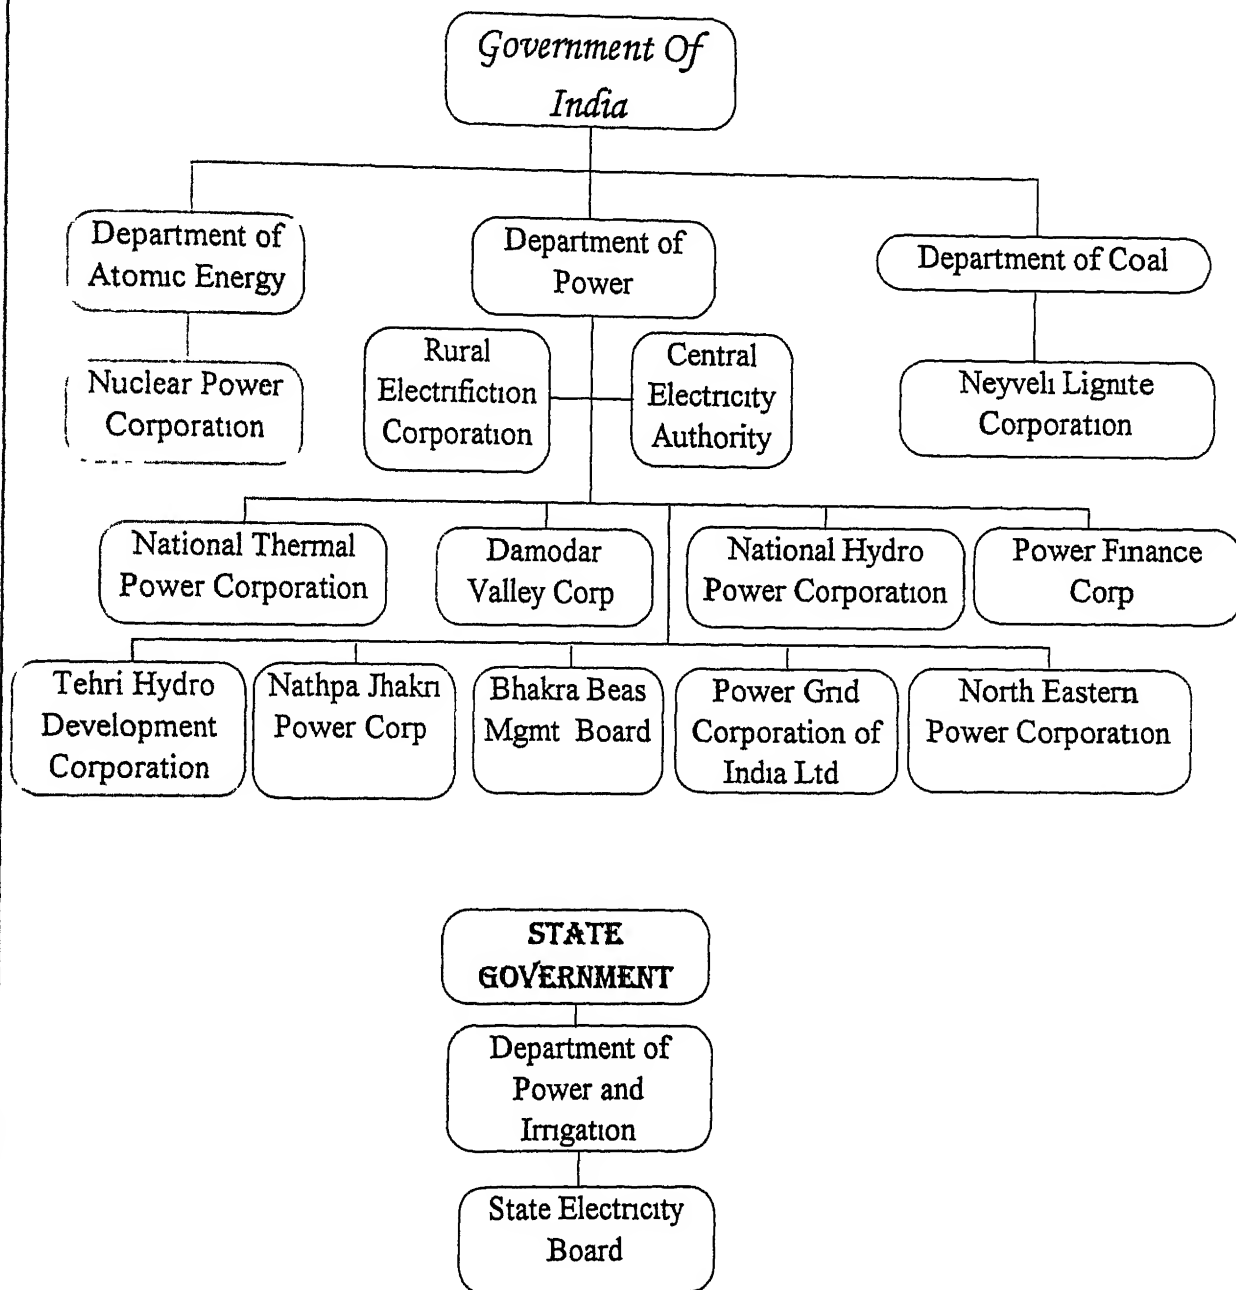 Government Of
India
Department of
Atomic Energy
Department of
Power
Department of Coal
Nuclear Power
Corporation
Rural
Electrifiction
Corporation
Central
Electricity
Authority
Neyveli Lignite
Corporation
National Thermal
Power Corporation
Damodar
Valley Corp
National Hydro
Power Corporation
Power Finance
Corp
Tehri Hydro
Development
Corporation
Nathpa Jhakri
Power Corp
Bhakra Beas
Mgmt Board
Power Grid
Corporation of
India Ltd
North Eastern
Power Corporation
STATE
GOVERNMENT
Department of
Power and
Irrigation
State Electricity
Board